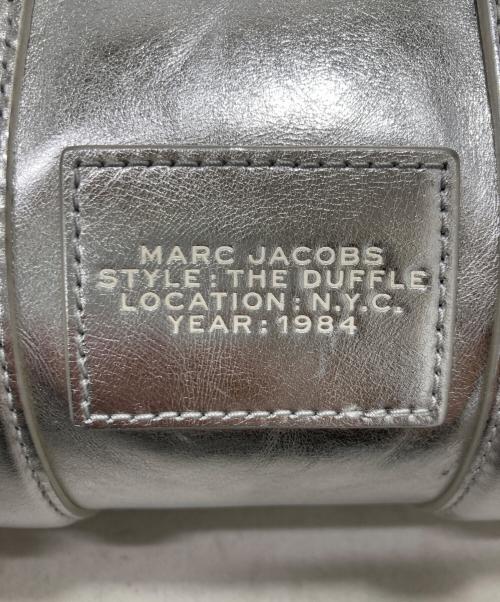 MARC JACOBS
STYLE : THE DUFFLE
LOCATION : N.Y.C.
YEAR : 1984